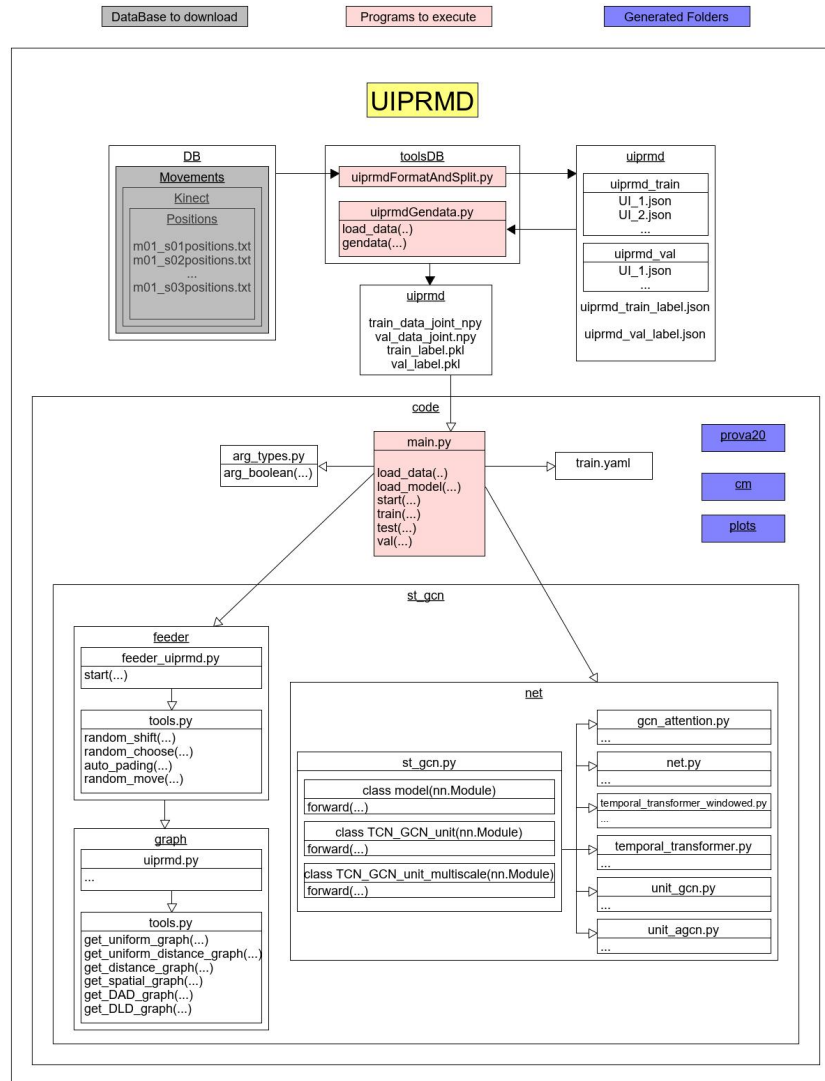 DataBase to download
Programs to execute
Generated Folders
UIPRMD
DB
Movements
Kinect
Positions
m01_s01positions.txt
m01_s02positions.txt
...
m01_s03positions.txt
toolsDB
uiprmdFormatAndSplit.py
uiprmdGendata.py
load_data(..)
gendata(...)
uiprmd
uiprmd_train
UI_1.json
UI_2.json
...
uiprmd_val
UI_1.json
...
uiprmd_train_label.json
uiprmd_val_label.json
uiprmd
train_data_joint_npy
val_data_joint.npy
train_label.pkl
val_label.pkl
code
arg_types.py
arg_boolean(...)
main.py
load_data(..)
load_model(...)
start(...)
train(...)
test(...)
val(...)
train.yaml
prova20
cm
plots
st_gcn
feeder
feeder_uiprmd.py
start(...)
tools.py
random_shift(...)
random_choose(...)
auto_pading(...)
random_move(...)
graph
uiprmd.py
...
tools.py
get_uniform_graph(...)
get_uniform_distance_graph(...)
get_distance_graph(...)
get_spatial_graph(...)
get_DAD_graph(...)
get_DLD_graph(...)
net
st_gcn.py
class model(nn.Module)
forward(...)
class TCN_GCN_unit(nn.Module)
forward(...)
class TCN_GCN_unit_multiscale(nn.Module)
forward(...)
gcn_attention.py
...
net.py
...
temporal_transformer_windowed.py
...
temporal_transformer.py
...
unit_gcn.py
...
unit_agcn.py
...